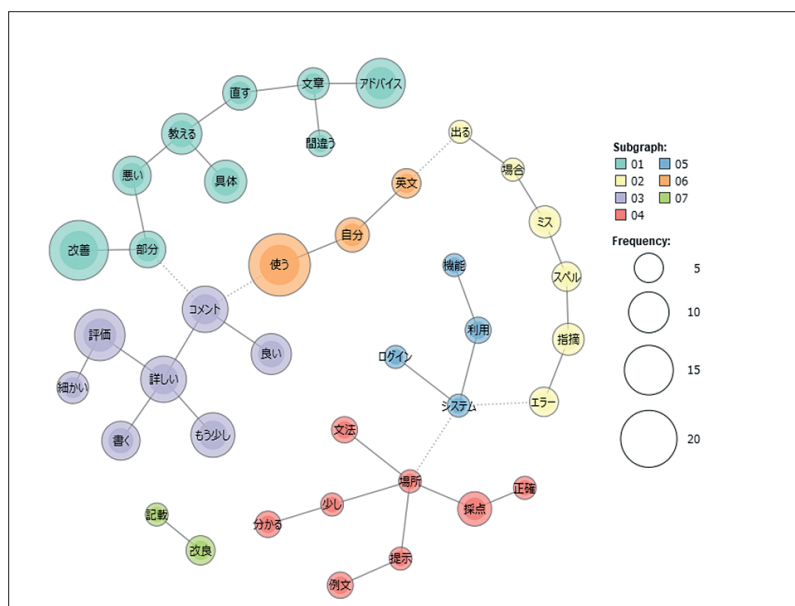 文章
アドバイス
直す
教える
間違う
悪い
具体
改善
部分
出る
場合
ミス
スペル
指摘
エラー
英文
自分
使う
コメント
良い
評価
詳しい
細かい
書く
もう少し
機能
利用
ログイン
システム
文法
場所
正確
採点
少し
分かる
提示
例文
記載
改良
Subgraph:
01 05
02 06
03 07
04
Frequency:
5
10
15
20